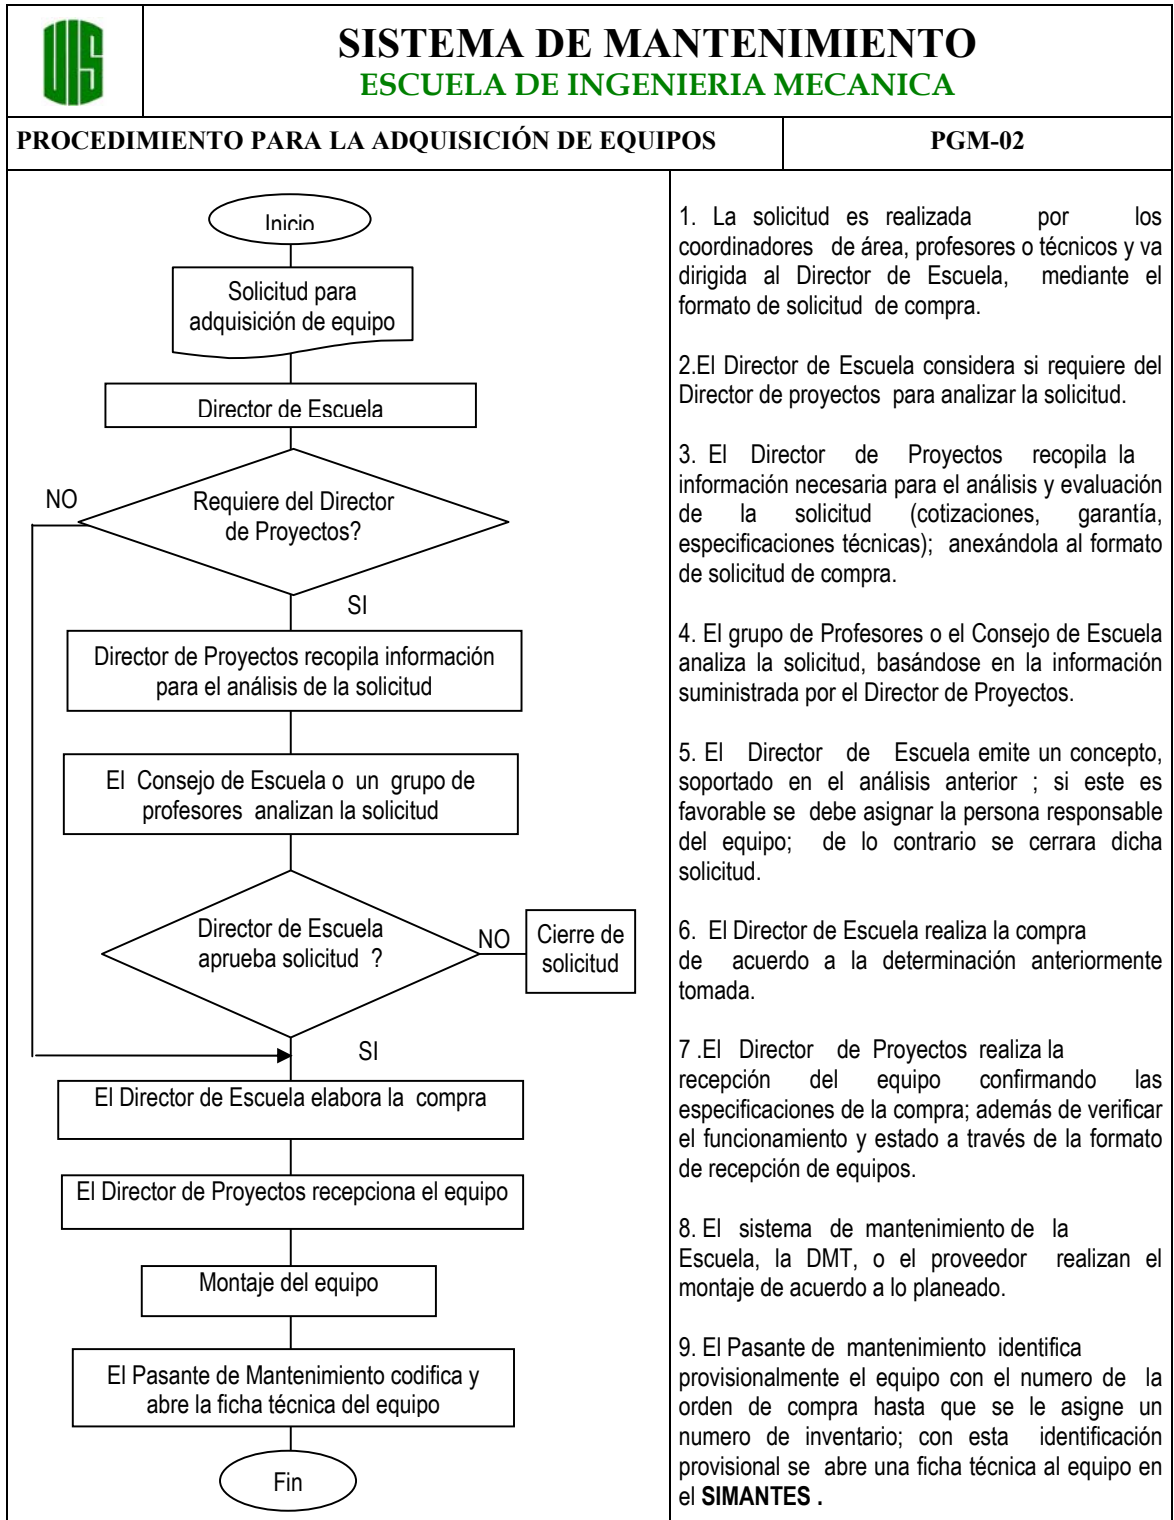 UIS
SISTEMA DE MANTENIMIENTO
ESCUELA DE INGENIERIA MECANICA
PROCEDIMIENTO PARA LA ADQUISICIÓN DE EQUIPOS
PGM-02
Inicio
Solicitud para
adquisición de equipo
Director de Escuela
NO
Requiere del Director
de Proyectos?
SI
Director de Proyectos recopila información
para el análisis de la solicitud
El Consejo de Escuela o un grupo de
profesores analizan la solicitud
Director de Escuela
aprueba solicitud ?
NO
Cierre de
solicitud
SI
El Director de Escuela elabora la compra
El Director de Proyectos recepciona el equipo
Montaje del equipo
El Pasante de Mantenimiento codifica y
abre la ficha técnica del equipo
Fin
1. La solicitud es realizada por los
coordinadores de área, profesores o técnicos y va
dirigida al Director de Escuela, mediante el
formato de solicitud de compra.
2.El Director de Escuela considera si requiere del
Director de proyectos para analizar la solicitud.
3. El Director de Proyectos recopila la
información necesaria para el análisis y evaluación
de la solicitud (cotizaciones, garantía,
especificaciones técnicas); anexándola al formato
de solicitud de compra.
4. El grupo de Profesores o el Consejo de Escuela
analiza la solicitud, basándose en la información
suministrada por el Director de Proyectos.
5. El Director de Escuela emite un concepto,
soportado en el análisis anterior ; si este es
favorable se debe asignar la persona responsable
del equipo; de lo contrario se cerrara dicha
solicitud.
6. El Director de Escuela realiza la compra
de acuerdo a la determinación anteriormente
tomada.
7 .El Director de Proyectos realiza la
recepción del equipo confirmando las
especificaciones de la compra; además de verificar
el funcionamiento y estado a través de la formato
de recepción de equipos.
8. El sistema de mantenimiento de la
Escuela, la DMT, o el proveedor realizan el
montaje de acuerdo a lo planeado.
9. El Pasante de mantenimiento identifica
provisionalmente el equipo con el numero de la
orden de compra hasta que se le asigne un
numero de inventario; con esta identificación
provisional se abre una ficha técnica al equipo en
el SIMANTES .